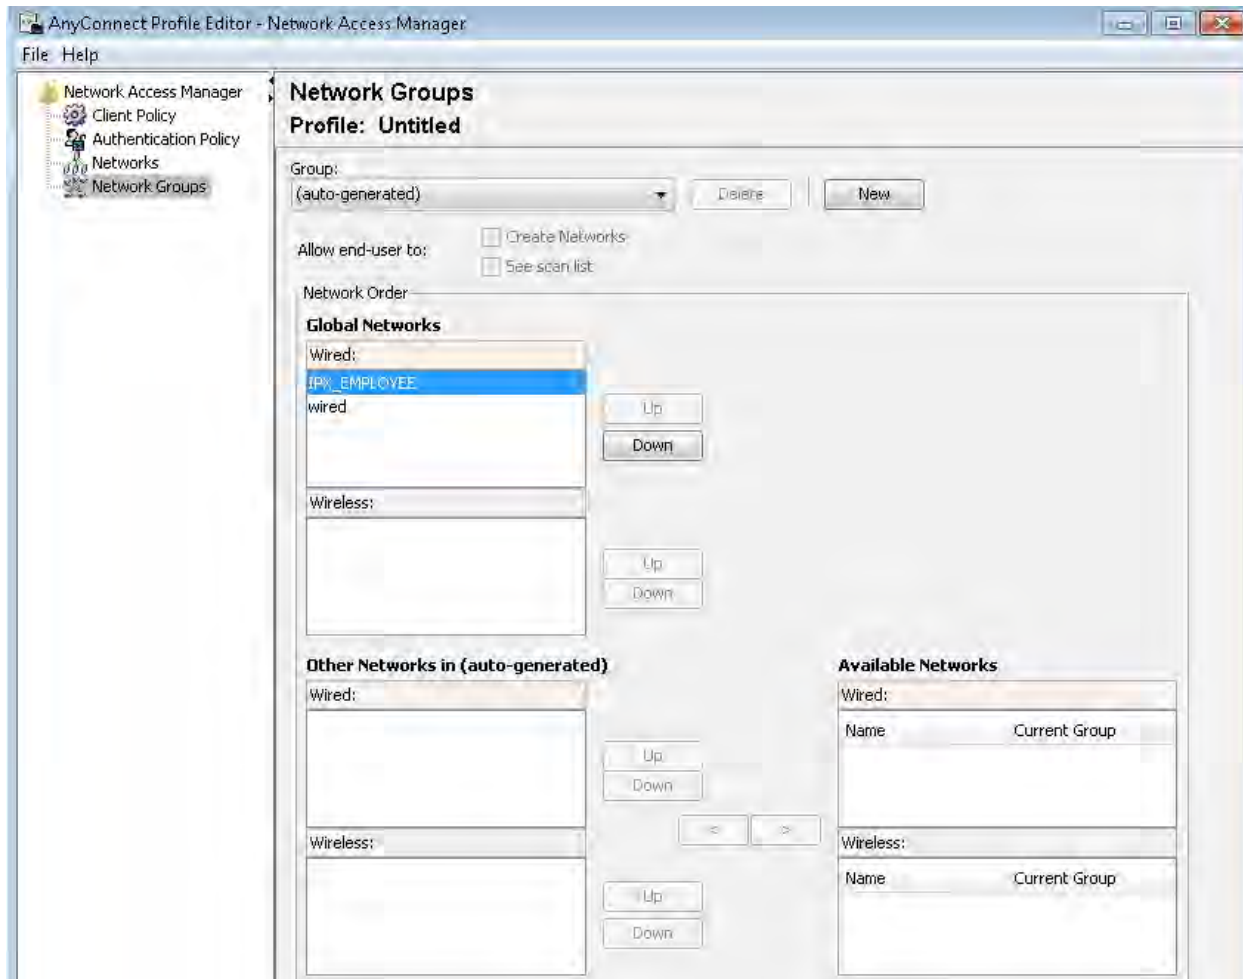 AnyConnect Profile Editor - Network Access Manager
File Help
Network Access Manager
Client Policy
Authentication Policy
Networks
Network Groups
Network Groups
Profile: Untitled
Group:
(auto-generated)
Delete
New
Allow end-user to:
Create Networks
See scan list
Network Order
Global Networks
Wired:
IPX_EMPLOYEE
wired
Up
Down
Wireless:
Up
Down
Other Networks in (auto-generated)
Available Networks
Wired:
Wired:
Name Current Group
Up
Down
< >
Wireless:
Wireless:
Name Current Group
Up
Down